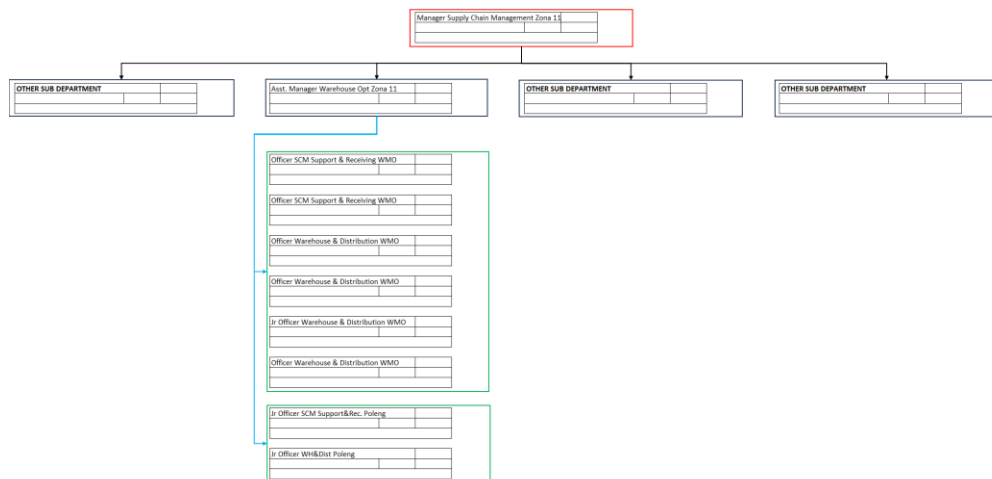 Manager Supply Chain Management Zona 11
OTHER SUB DEPARTMENT
Asst. Manager Warehouse Opt Zona 11
OTHER SUB DEPARTMENT
OTHER SUB DEPARTMENT
Officer SCM Support & Receiving WMO
Officer SCM Support & Receiving WMO
Officer Warehouse & Distribution WMO
Officer Warehouse & Distribution WMO
Jr Officer Warehouse & Distribution WMO
Officer Warehouse & Distribution WMO
Jr Officer SCM Support&Rec. Poleng
Jr Officer WH&Dist Poleng